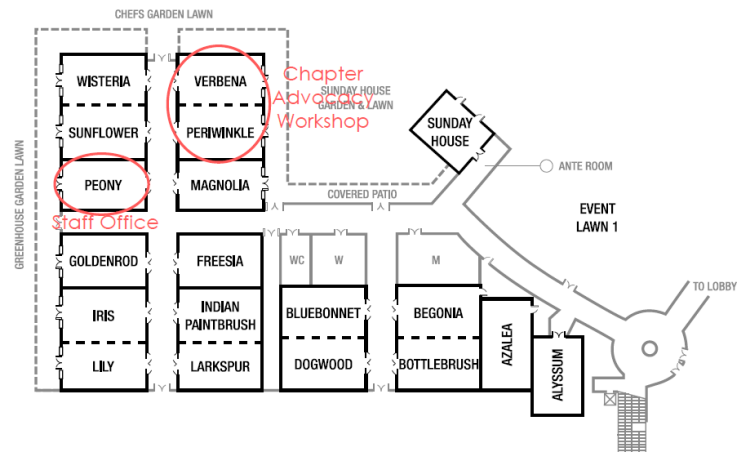 CHEFS GARDEN LAWN
WISTERIA
VERBENA
Chapter
SUNDAY HOUSE
Advocacy
GARDEN & LAWN
Workshop
SUNFLOWER
PERIWINKLE
SUNDAY
HOUSE
ANTE ROOM
PEONY
MAGNOLIA
COVERED PATIO
GREENHOUSE GARDEN LAWN
Staff Office
EVENT
LAWN 1
GOLDENROD
FREESIA
WC
W
M
TO LOBBY
IRIS
INDIAN
PAINTBRUSH
BLUEBONNET
BEGONIA
LILY
LARKSPUR
DOGWOOD
BOTTLEBRUSH
AZALEA
ALYSSUM